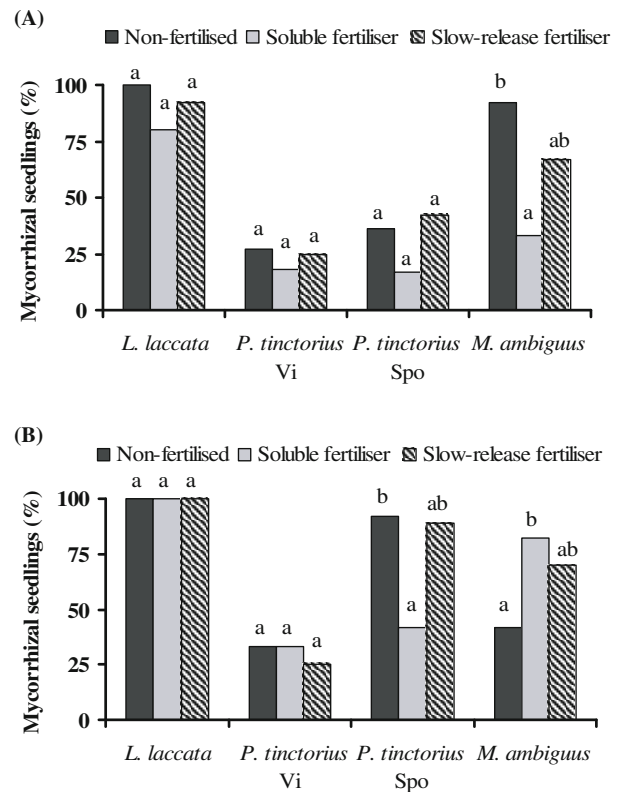 (A)
Non-fertilised Soluble fertiliser Slow-release fertiliser
Mycorrhizal seedlings (%)
100
75
50
25
0
a a a
a a a
a a a
b a ab
L. laccata P. tinctorius P. tinctorius M. ambiguus
Vi Spo
(B)
Non-fertilised Soluble fertiliser Slow-release fertiliser
Mycorrhizal seedlings (%)
100
75
50
25
0
a a a
a a a
b a ab
a b ab
L. laccata P. tinctorius P. tinctorius M. ambiguus
Vi Spo